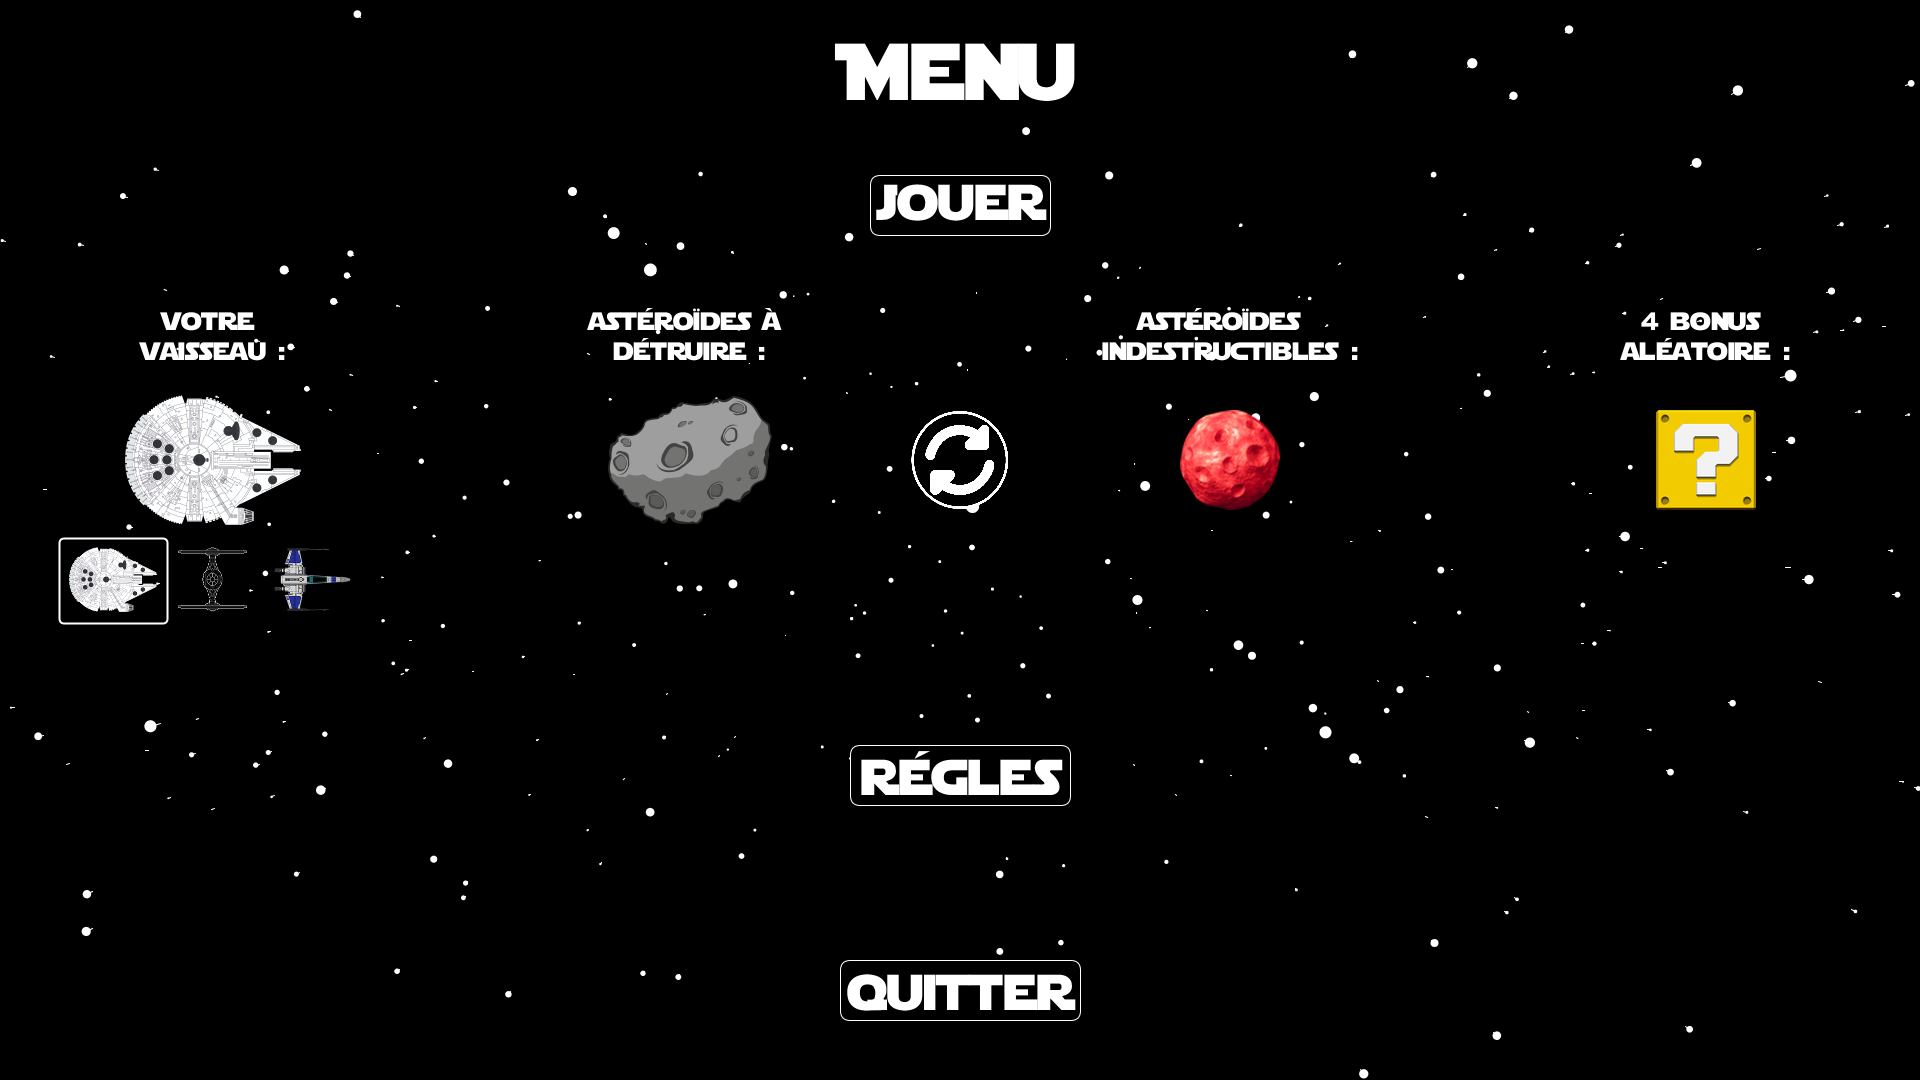 MENU
JOUER
VOTRE
VAISSEAU :
ASTÉROÏDES À
DÉTRUIRE :
ASTÉROÏDES
INDESTRUCTIBLES :
4 BONUS
ALÉATOIRE :
?
RÉGLES
QUITTER